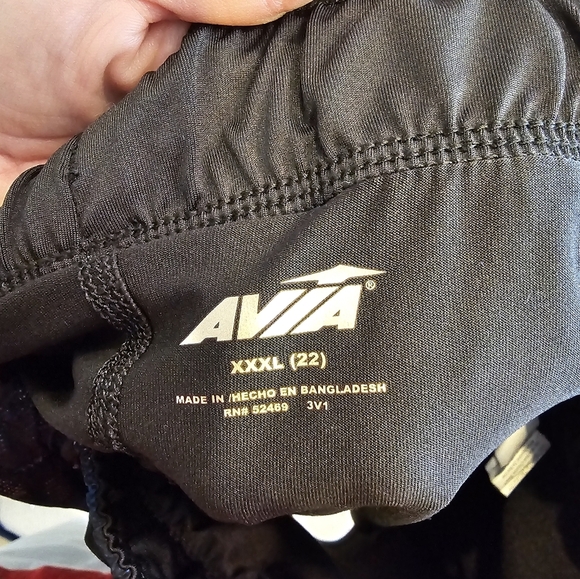 AVIA®
XXXL (22)
MADE IN /HECHO EN BANGLADESH
RN# 52469 3V1